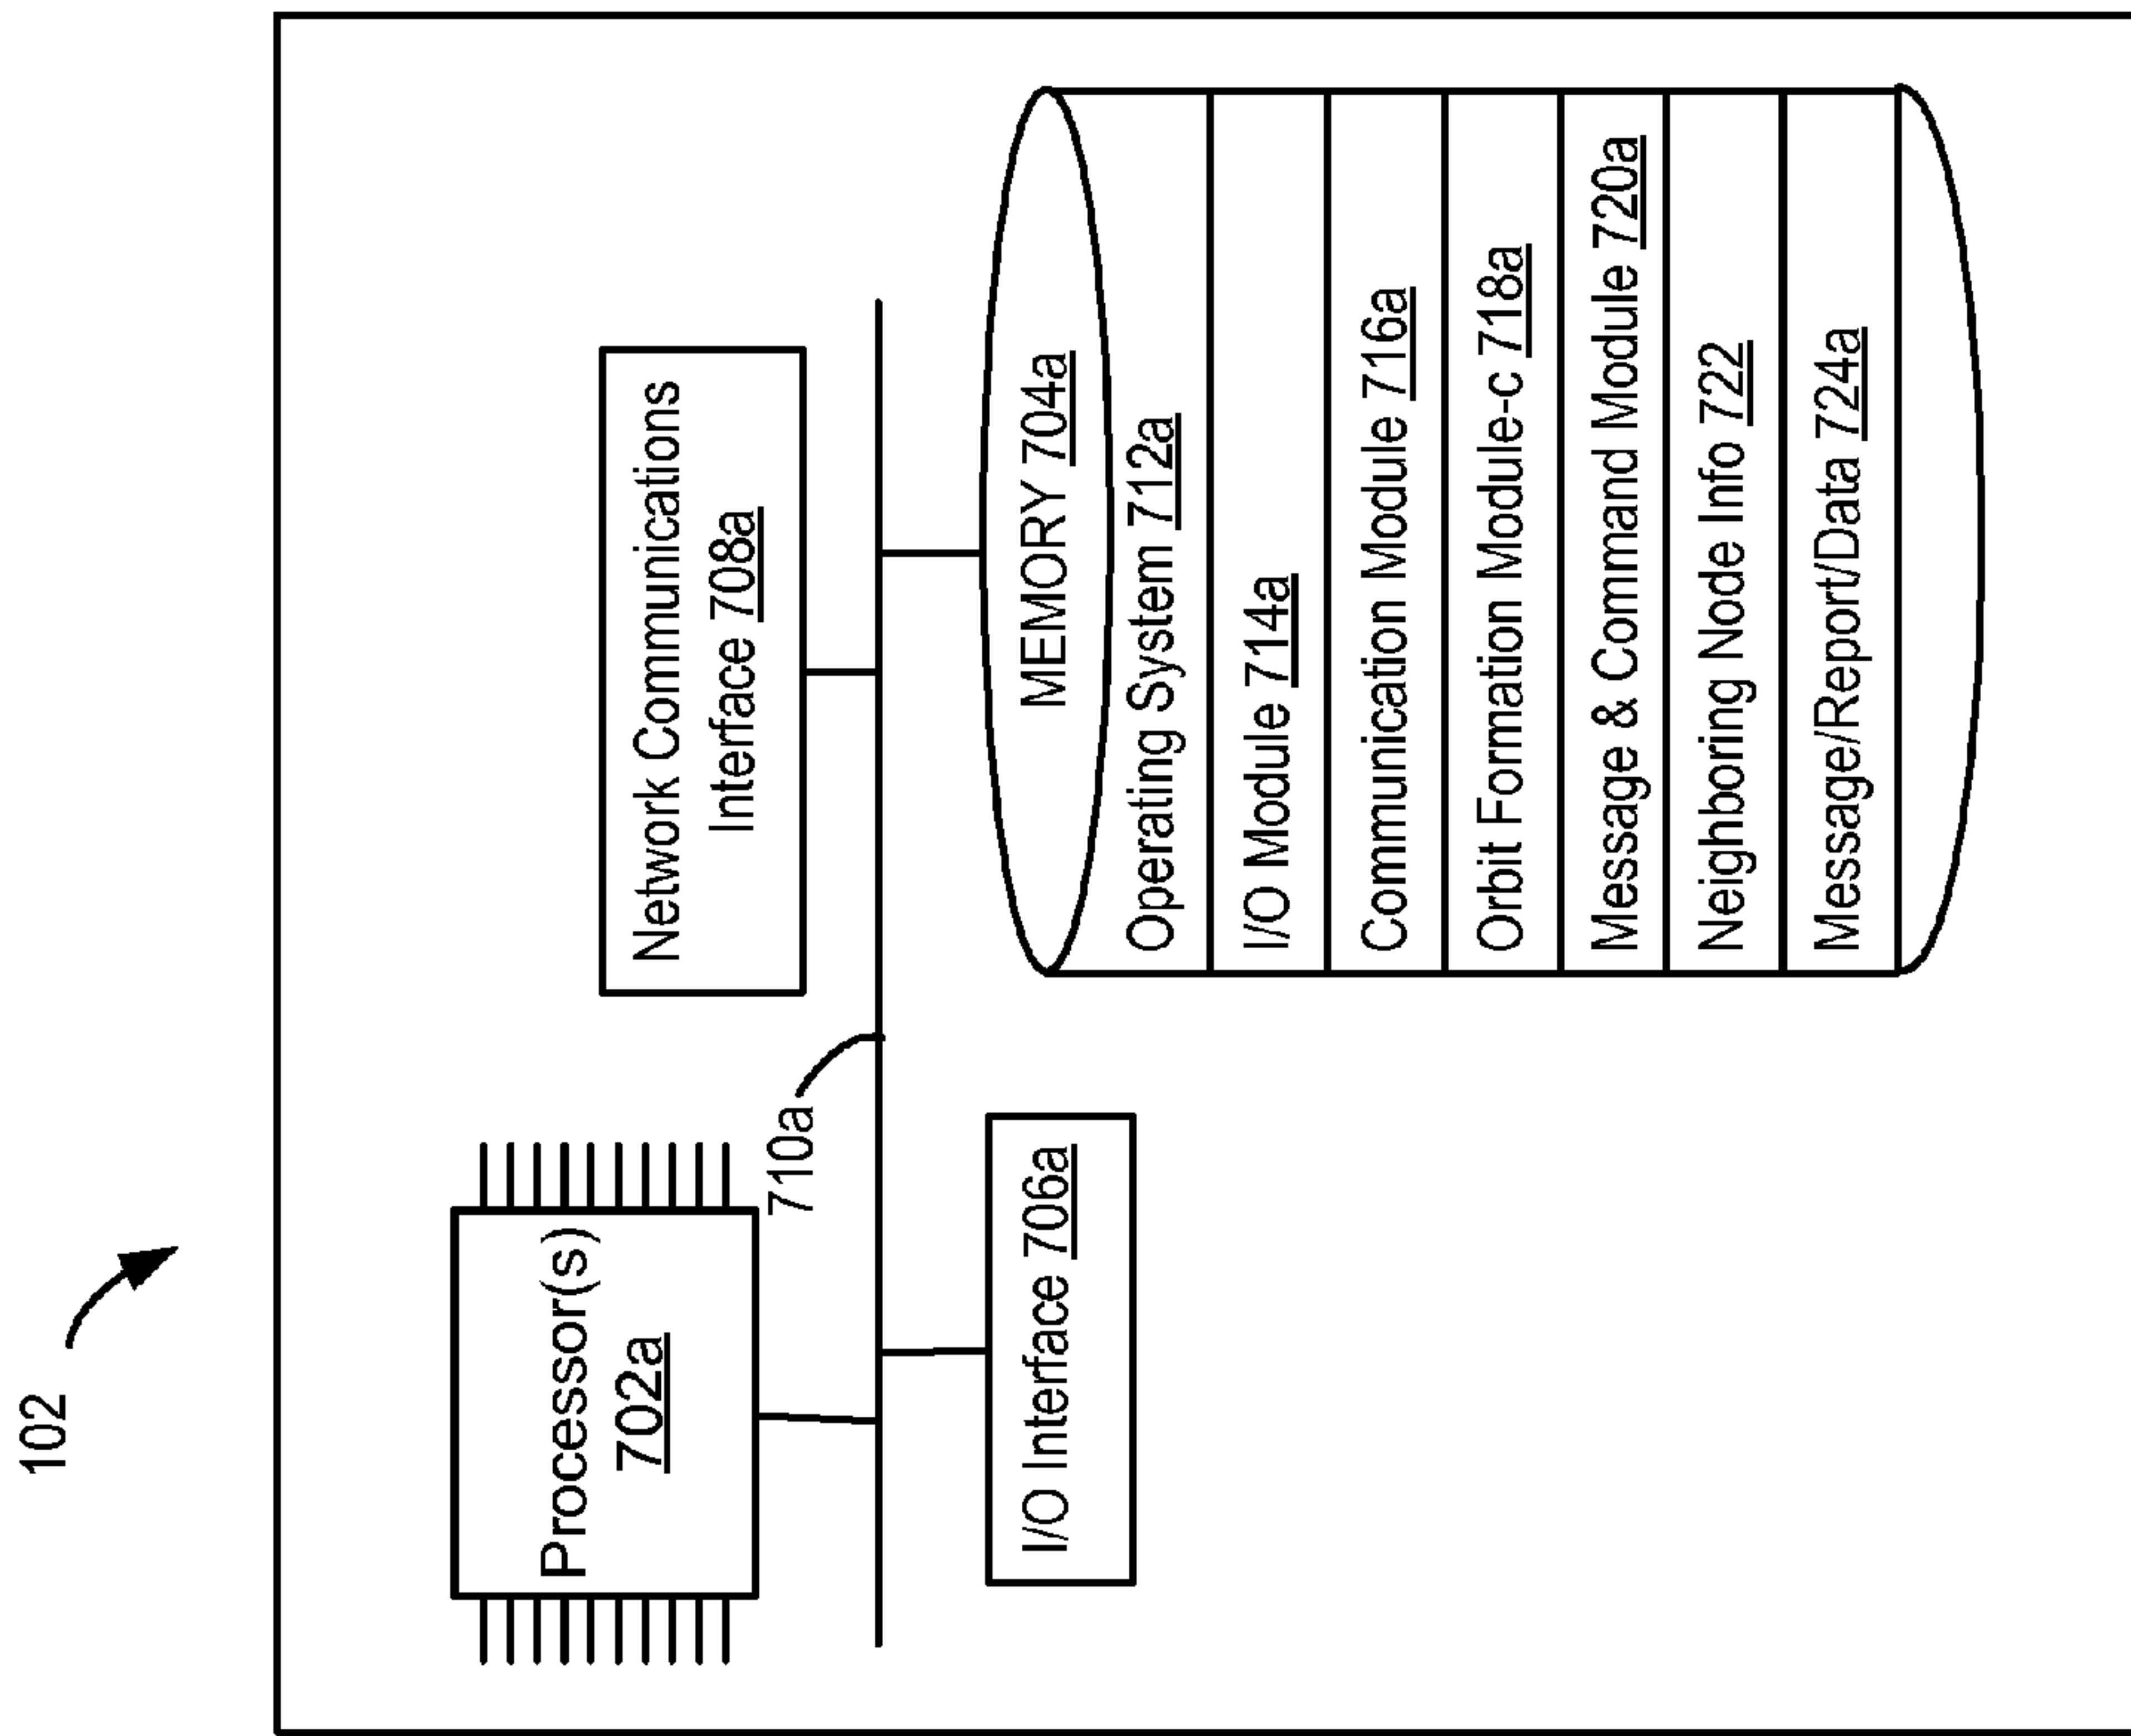 102
Processor(s)
702a
Network Communications
Interface 708a
710a
I/O Interface 706a
MEMORY 704a
Operating System 712a
I/O Module 714a
Communication Module 716a
Orbit Formation Module-c 718a
Message & Command Module 720a
Neighboring Node Info 722
Message/Report/Data 724a